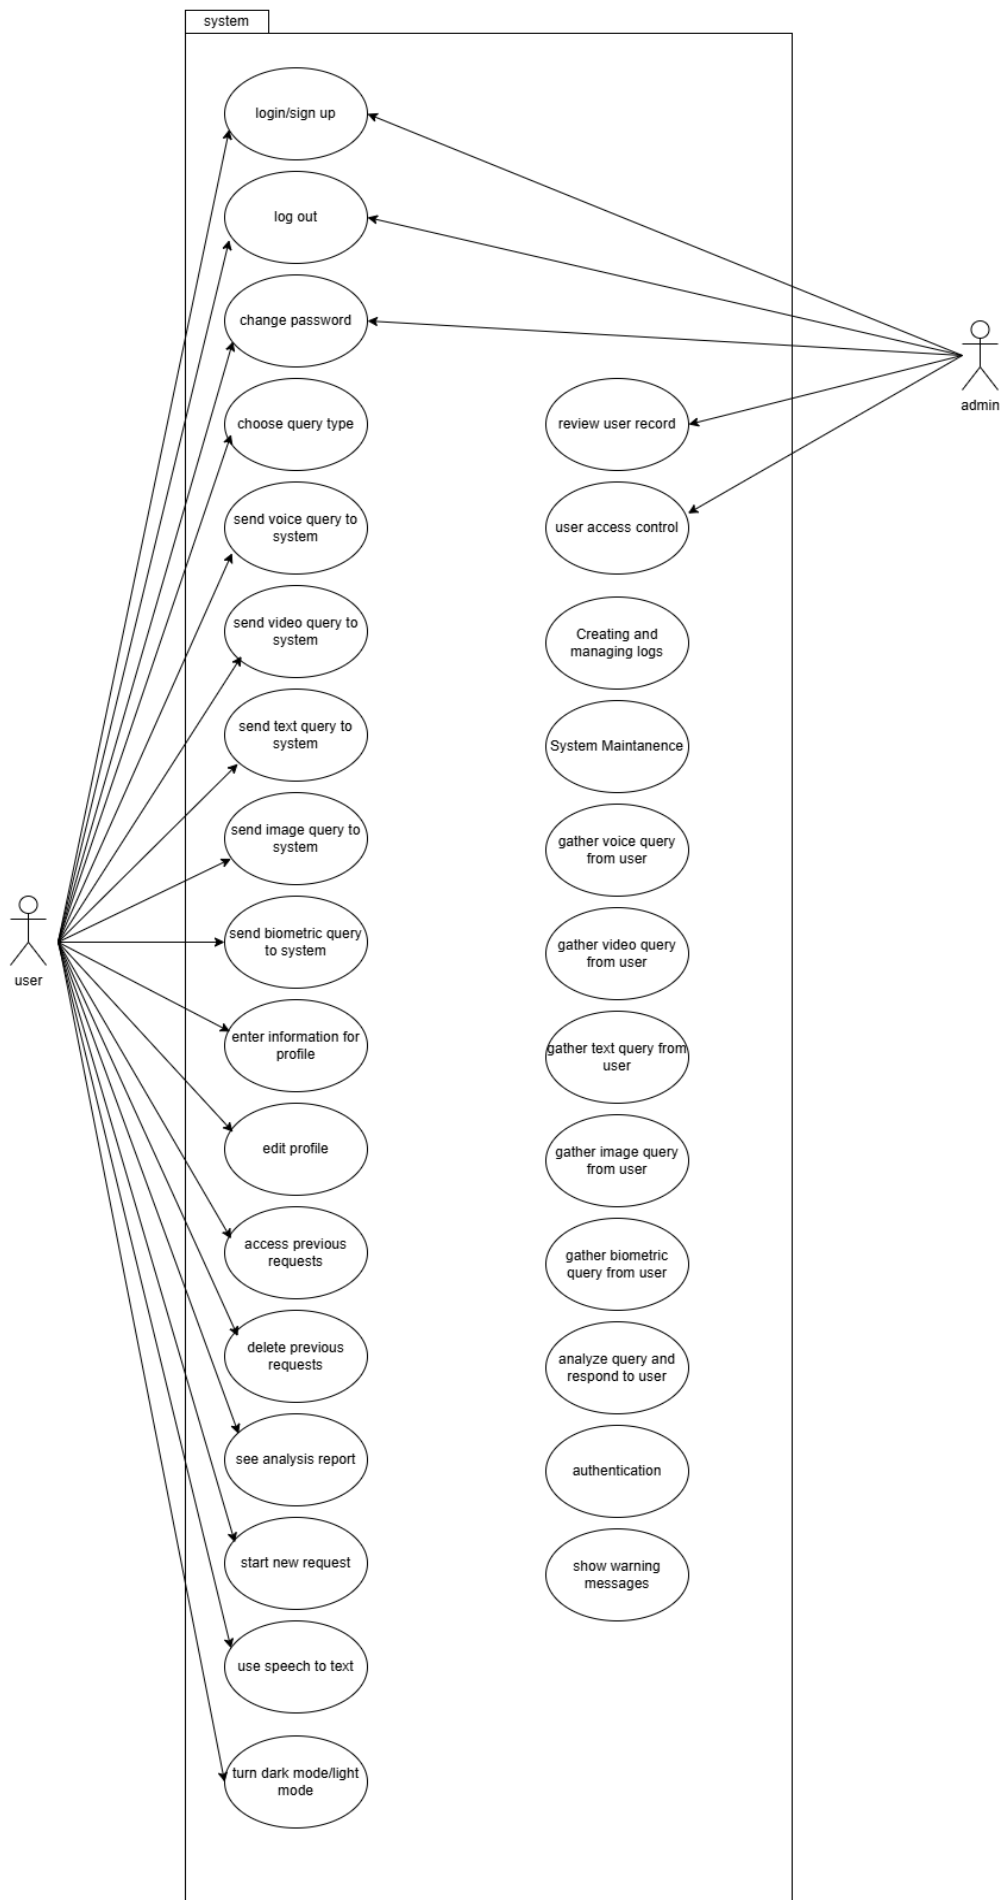 system
login/sign up
log out
change password
admin
choose query type
review user record
send voice query to
system
user access control
send video query to
system
Creating and
managing logs
send text query to
system
System Maintanence
send image query to
system
gather voice query
from user
user
send biometric query
to system
gather video query
from user
enter information for
profile
gather text query from
user
edit profile
gather image query
from user
access previous
requests
gather biometric
query from user
delete previous
requests
analyze query and
respond to user
see analysis report
authentication
start new request
show warning
messages
use speech to text
turn dark mode/light
mode